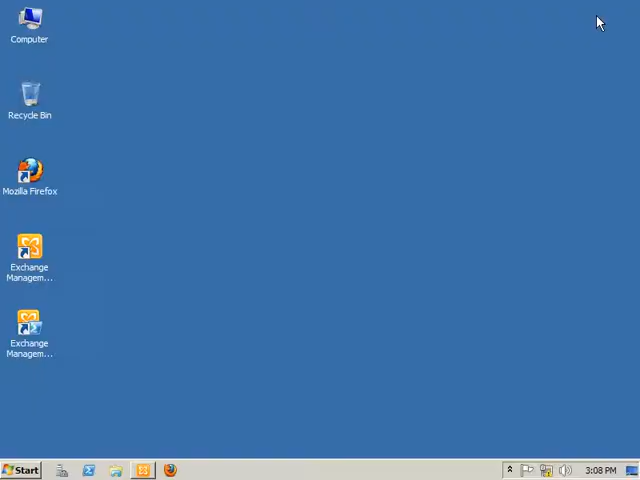 Computer
Recycle Bin
Mozilla Firefox
Exchange
Managem...
Exchange
Managem...
Start
3:08 PM